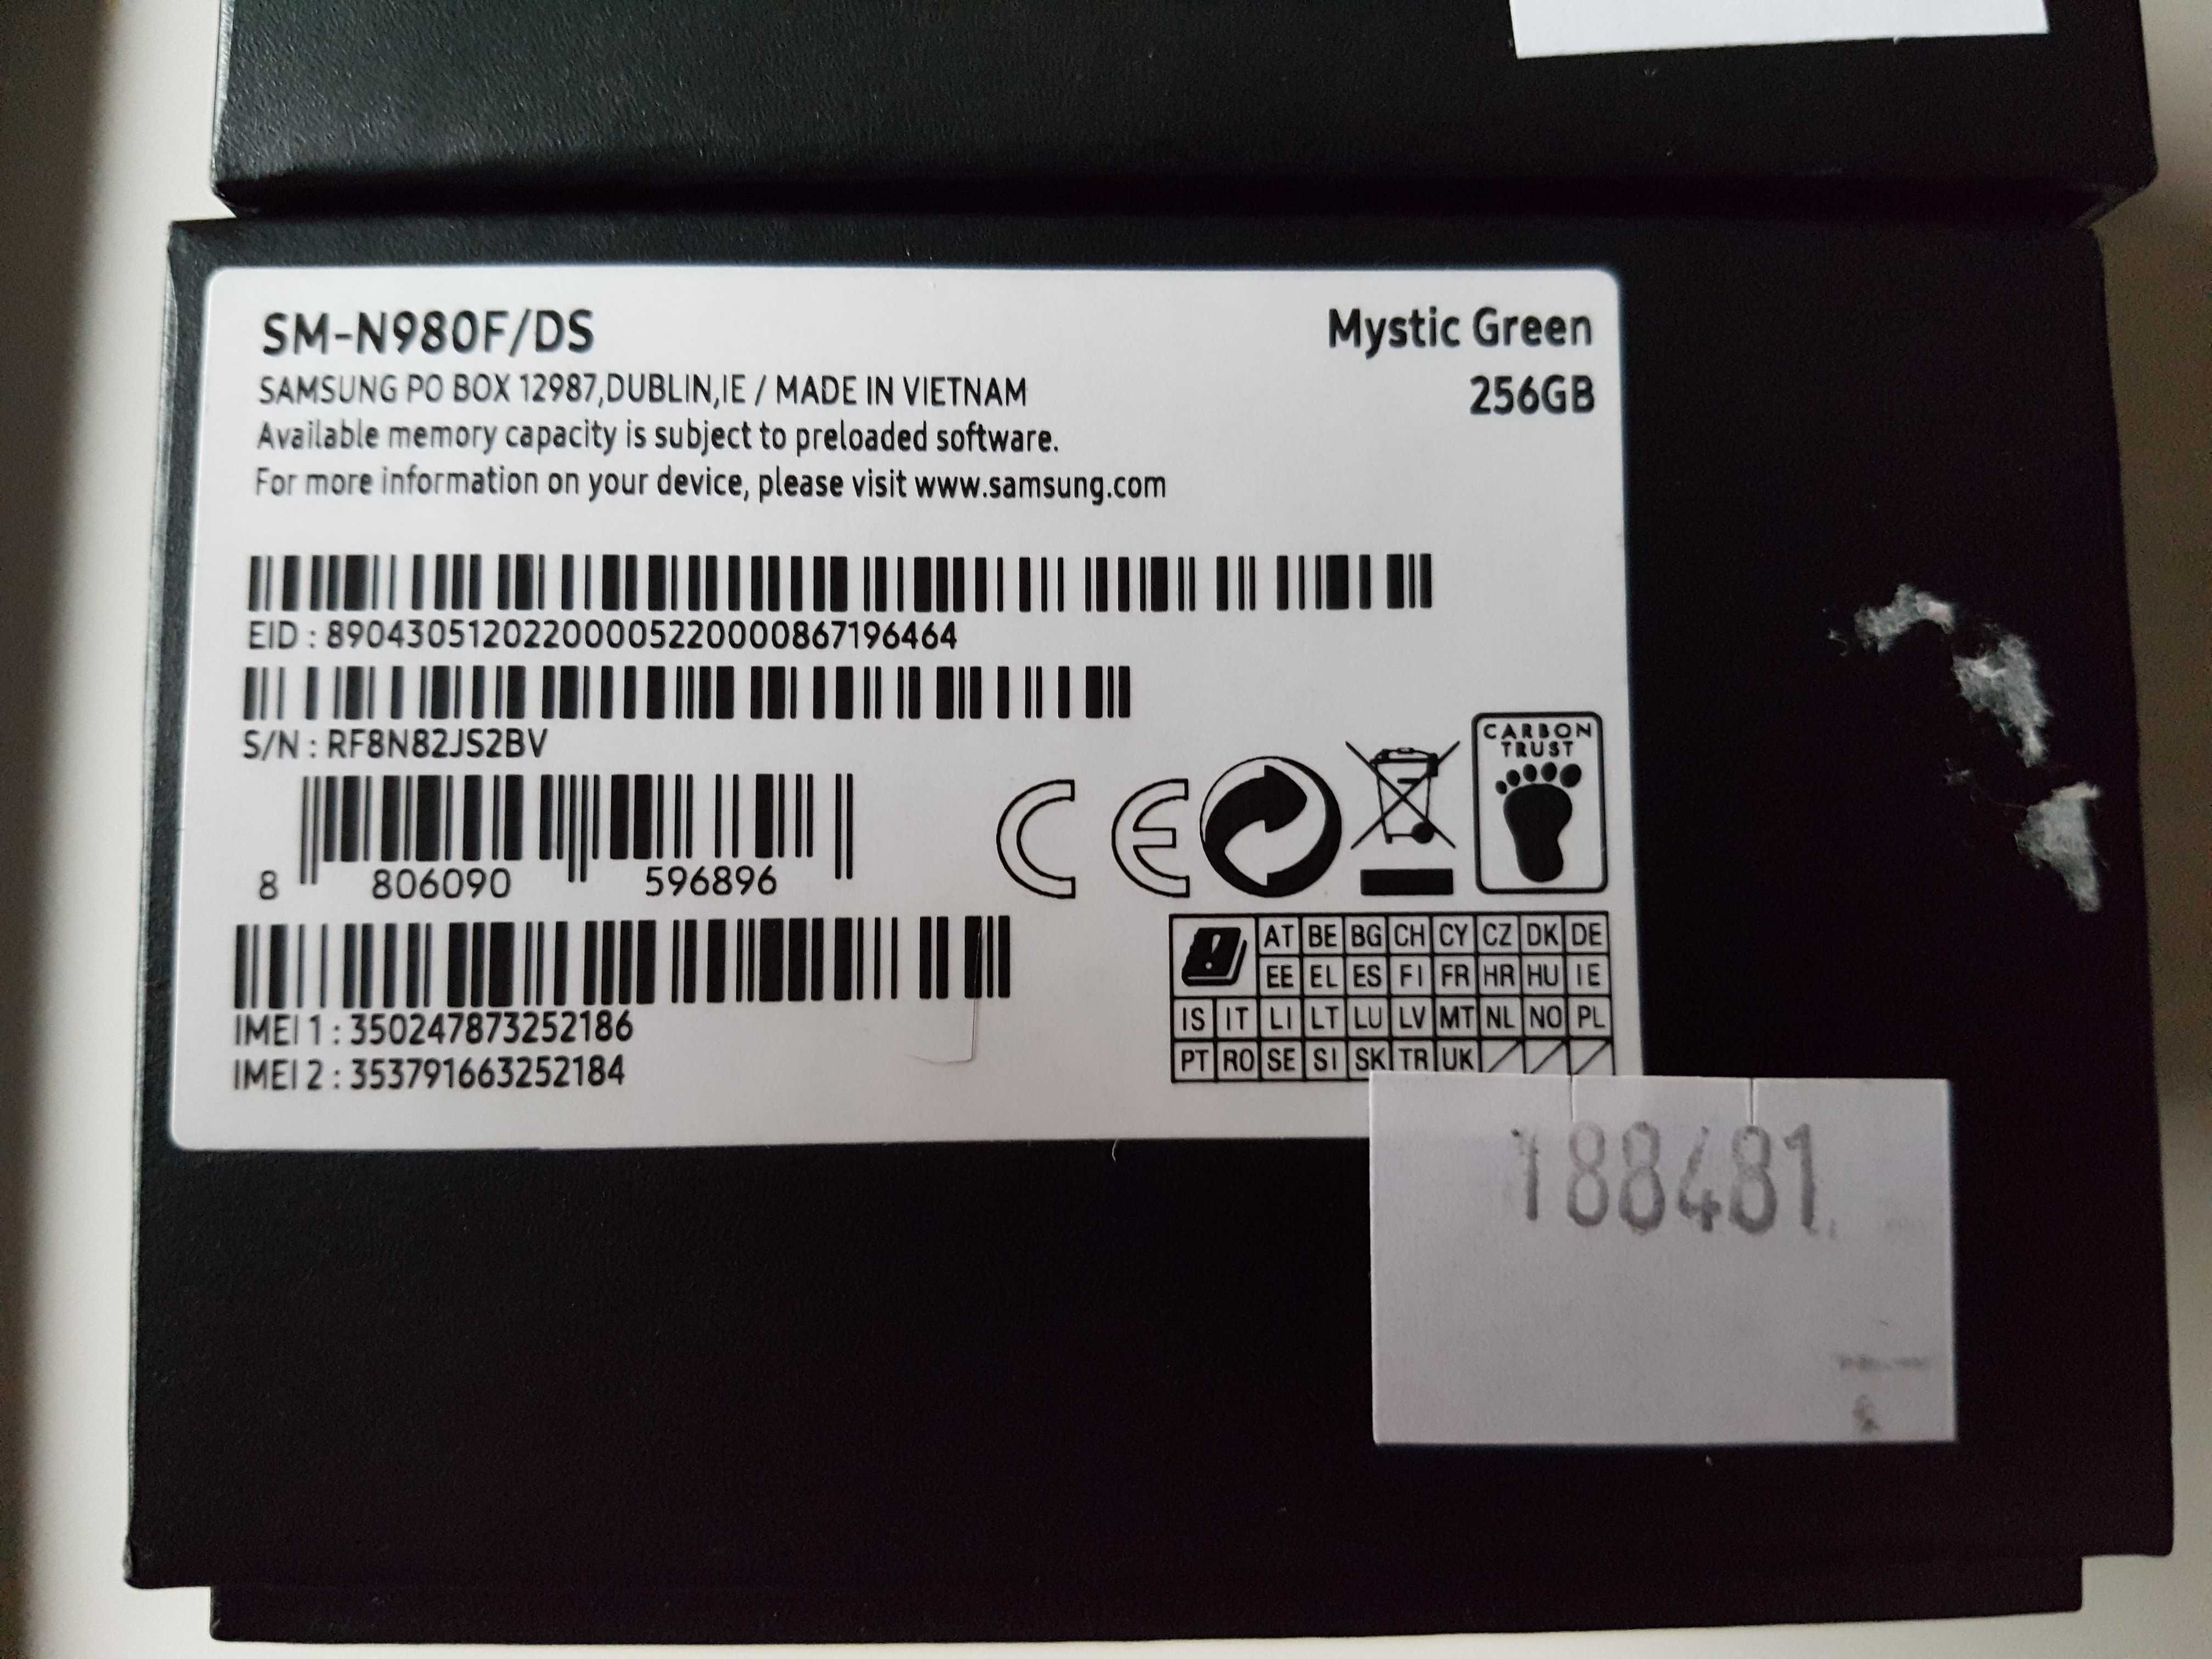 SM-N980F/DS
Mystic Green
SAMSUNG PO BOX 12987,DUBLIN,IE / MADE IN VIETNAM
256GB
Available memory capacity is subject to preloaded software.
For more information on your device, please visit www.samsung.com
EID : 89043051202200005220000867196464
S/N : RF8N82JS2BV
CARBON
TRUST
8 806090 596896
CE
AT BE BG CH CY CZ DK DE
EE EL ES FI FR HR HU IE
IS IT LI LT LU LV MT NL NO PL
PT RO SE SI SK TR UK
IMEI 1 : 350247873252186
IMEI 2 : 353791663252184
188481